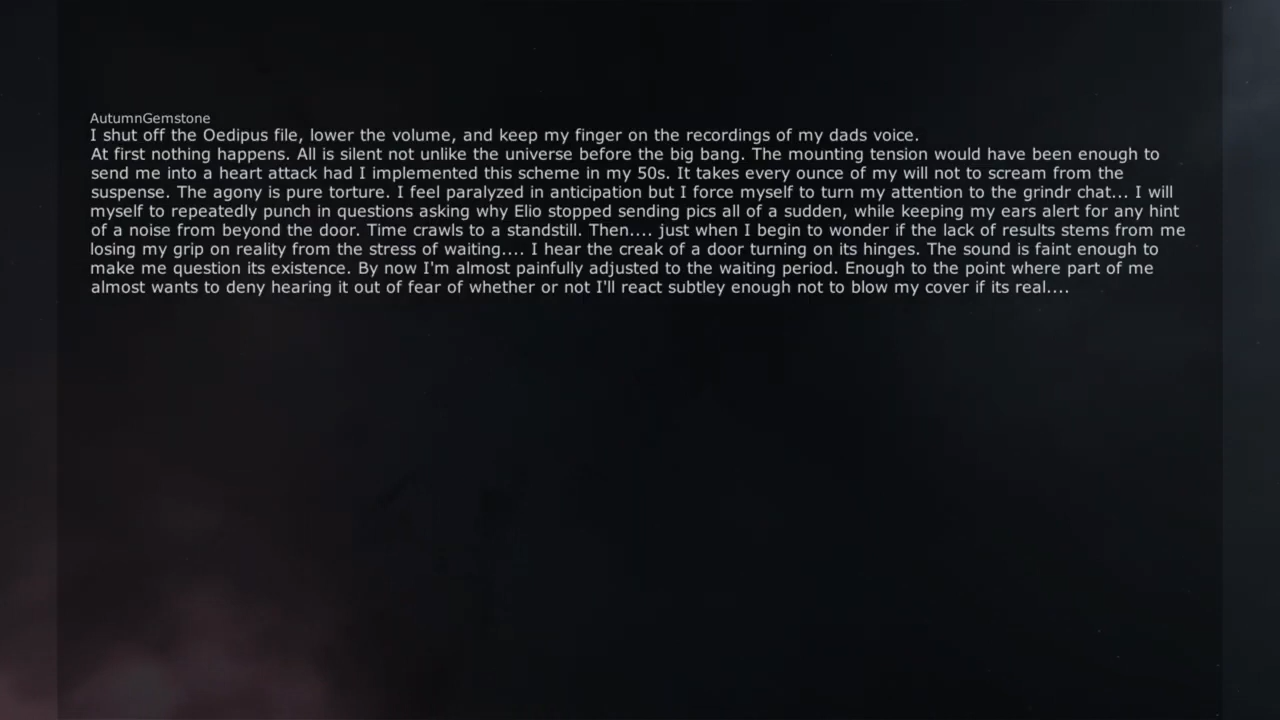 AutumnGemstone
I shut off the Oedipus file, lower the volume, and keep my finger on the recordings of my dads voice.
At first nothing happens. All is silent not unlike the universe before the big bang. The mounting tension would have been enough to
send me into a heart attack had I implemented this scheme in my 50s. It takes every ounce of my will not to scream from the
suspense. The agony is pure torture. I feel paralyzed in anticipation but I force myself to turn my attention to the grindr chat... I will
myself to repeatedly punch in questions asking why Elio stopped sending pics all of a sudden, while keeping my ears alert for any hint
of a noise from beyond the door. Time crawls to a standstill. Then.... just when I begin to wonder if the lack of results stems from me
losing my grip on reality from the stress of waiting.... I hear the creak of a door turning on its hinges. The sound is faint enough to
make me question its existence. By now I'm almost painfully adjusted to the waiting period. Enough to the point where part of me
almost wants to deny hearing it out of fear of whether or not I'll react subtley enough not to blow my cover if its real....